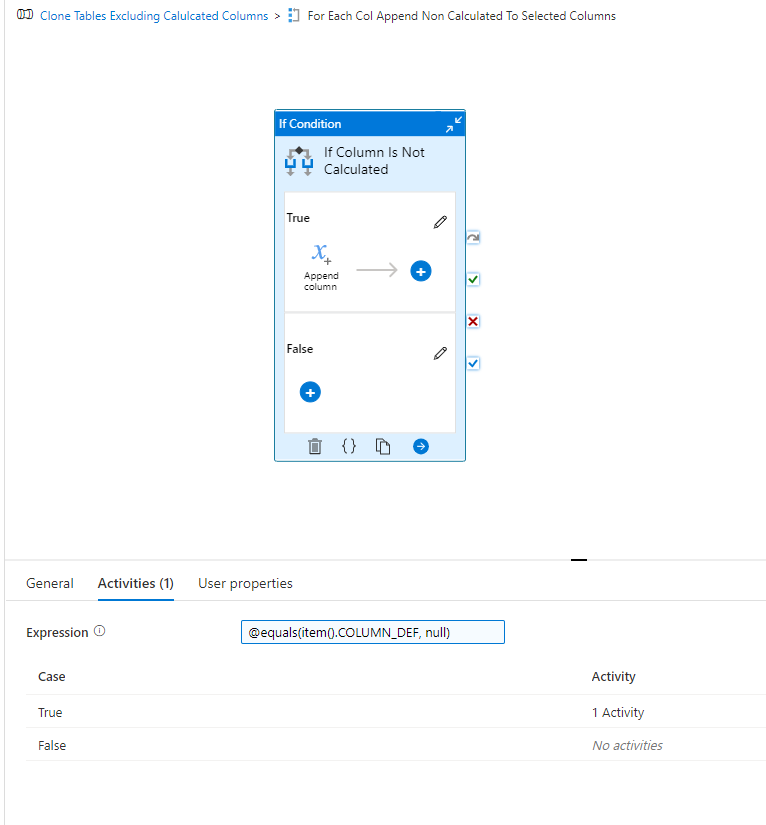 Clone Tables Excluding Calulcated Columns > For Each Col Append Non Calculated To Selected Columns
If Condition
If Column Is Not
Calculated
True
Append
column
False
General Activities (1) User properties
Expression @equals(item().COLUMN_DEF, null)
Case Activity
True 1 Activity
False No activities